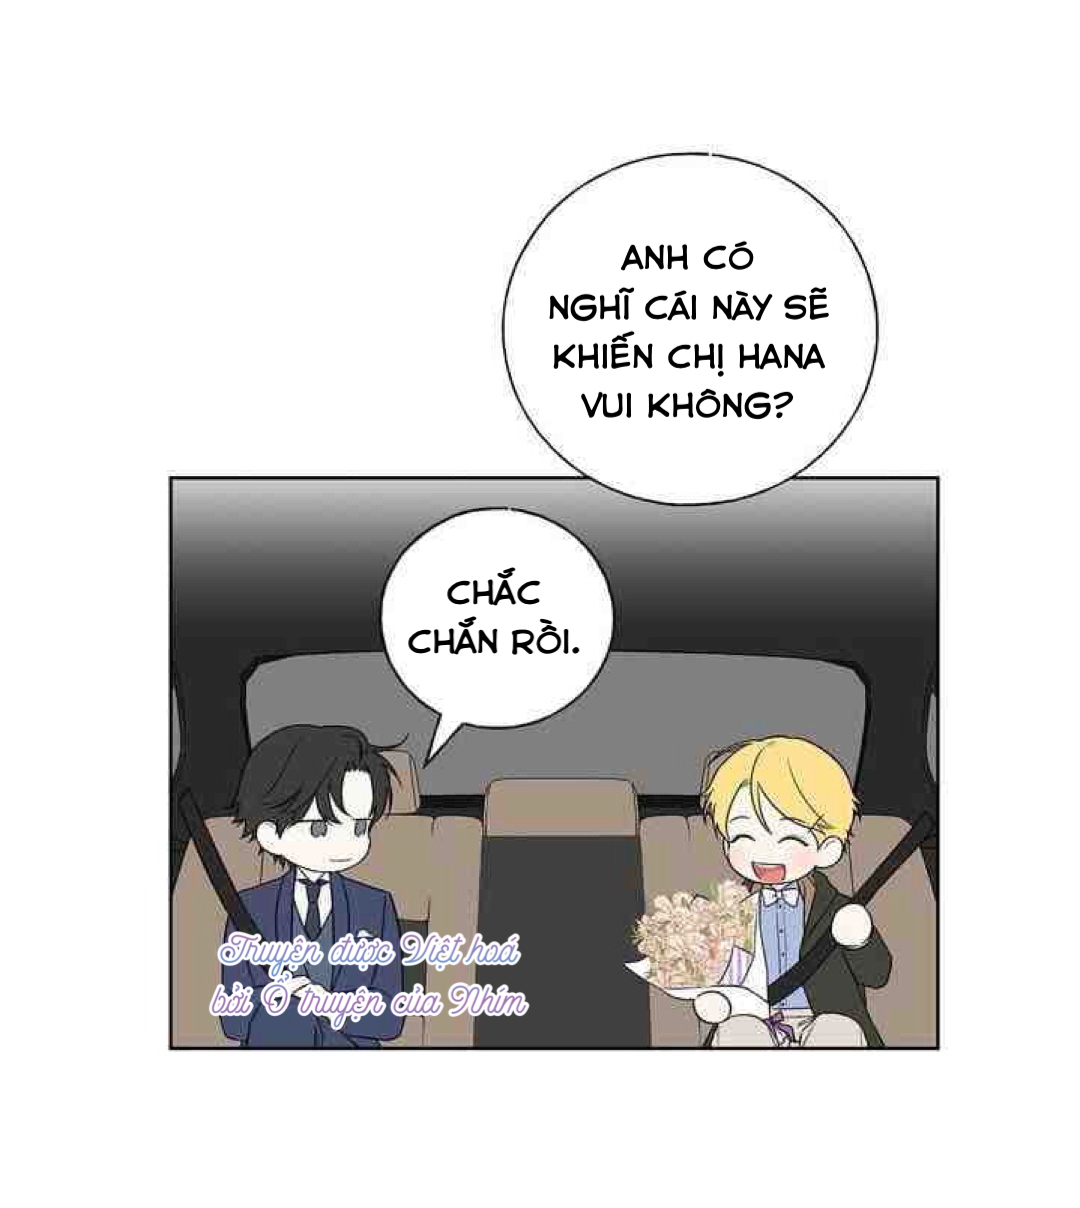 ANH CÓ
NGHĨ CÁI NÀY SẼ
KHIẾN CHỊ HANA
VUI KHÔNG?
CHẮC
CHẮN RỒI.
Truyện được Việt hoá
bởi Ổ truyện của Nhím